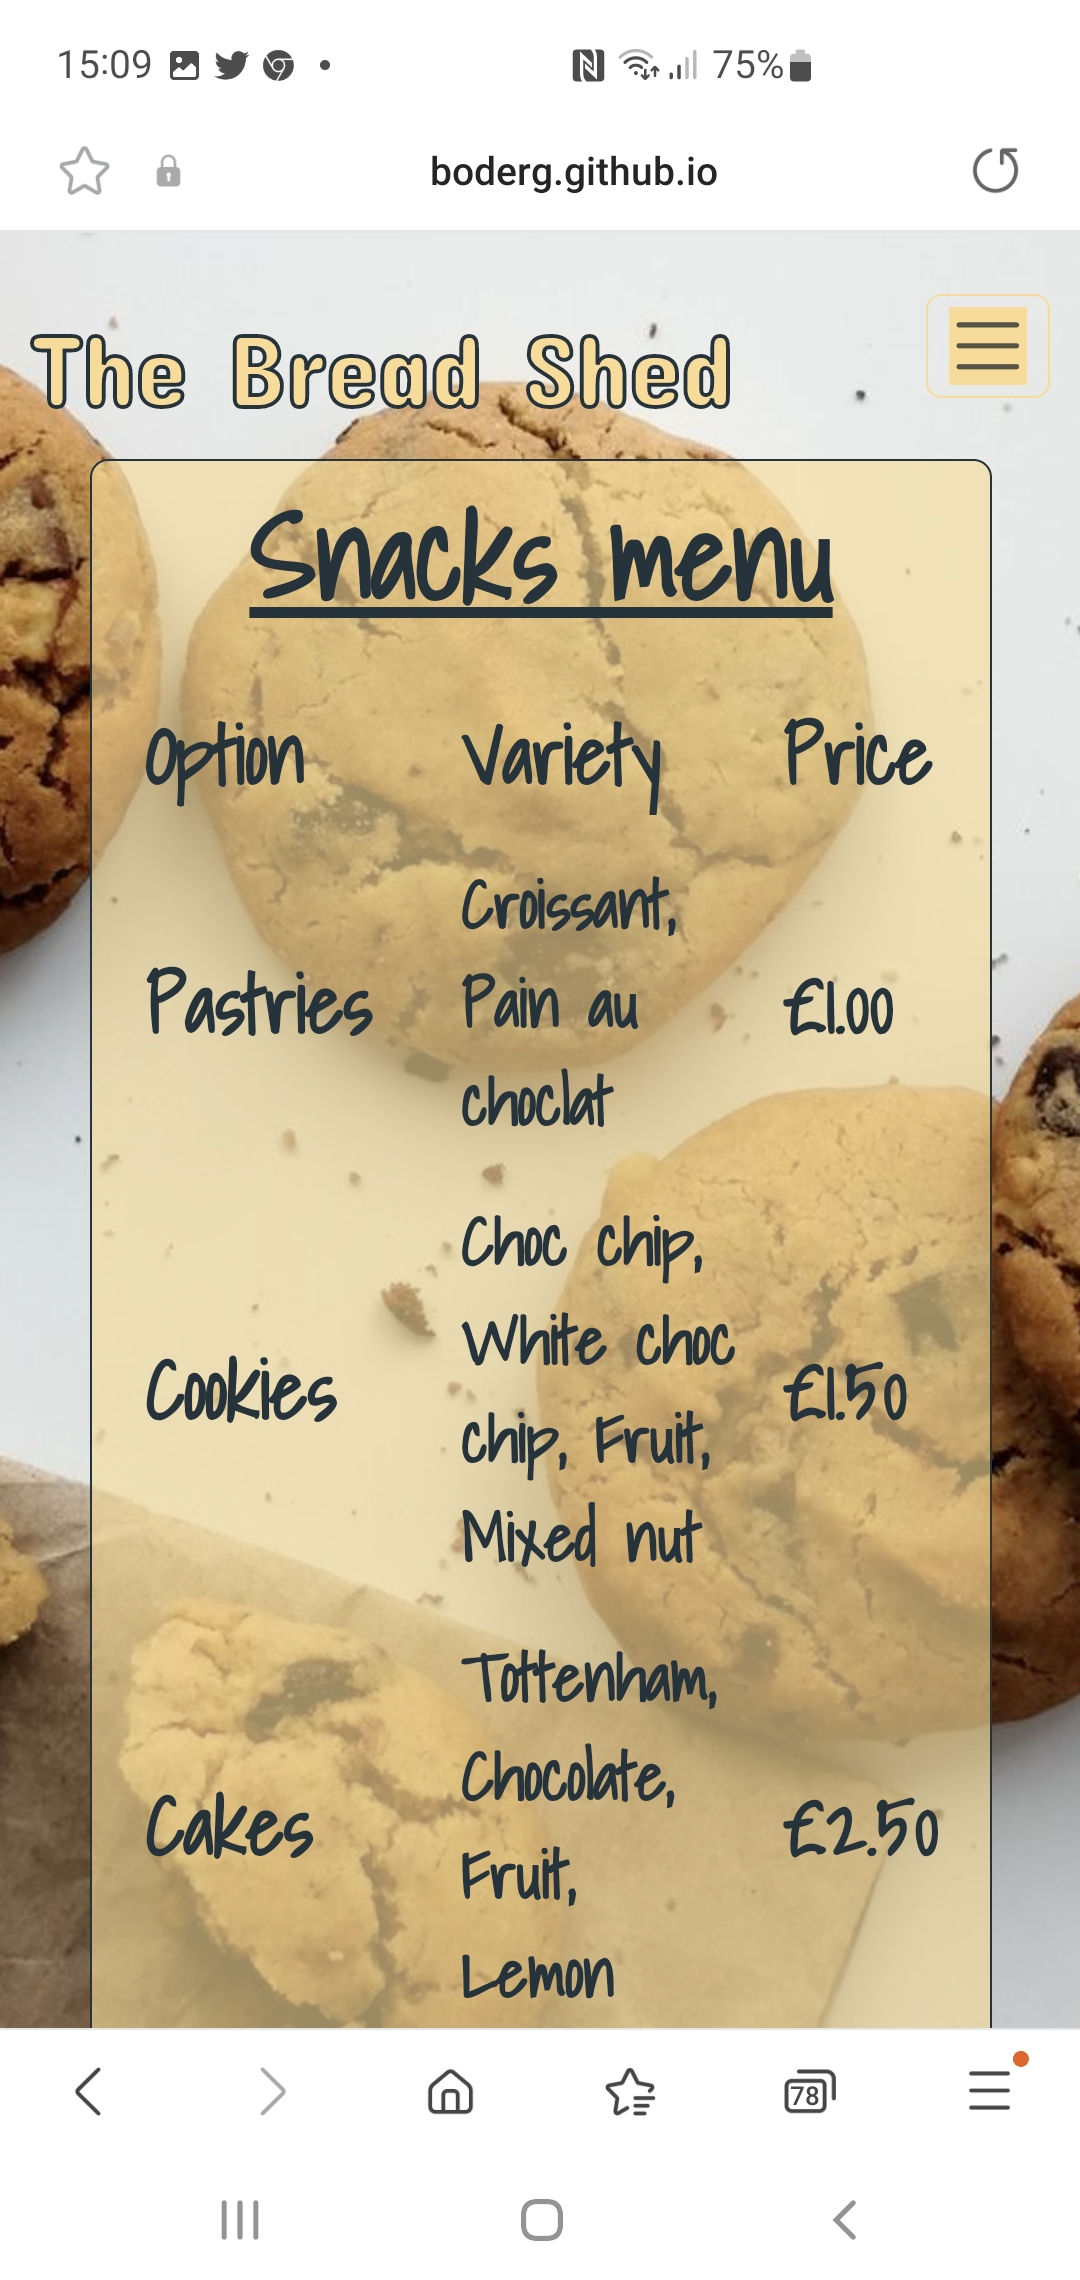 15:09
75%
boderg.github.io
The Bread Shed
Snacks menu
Option Variety Price
Croissant,
Pastries Pain au £1.00
choclat
Choc chip,
White choc
Cookies £1.50
chip, Fruit,
Mixed nut
Tottenham,
Chocolate,
Cakes £2.50
Fruit,
Lemon
78